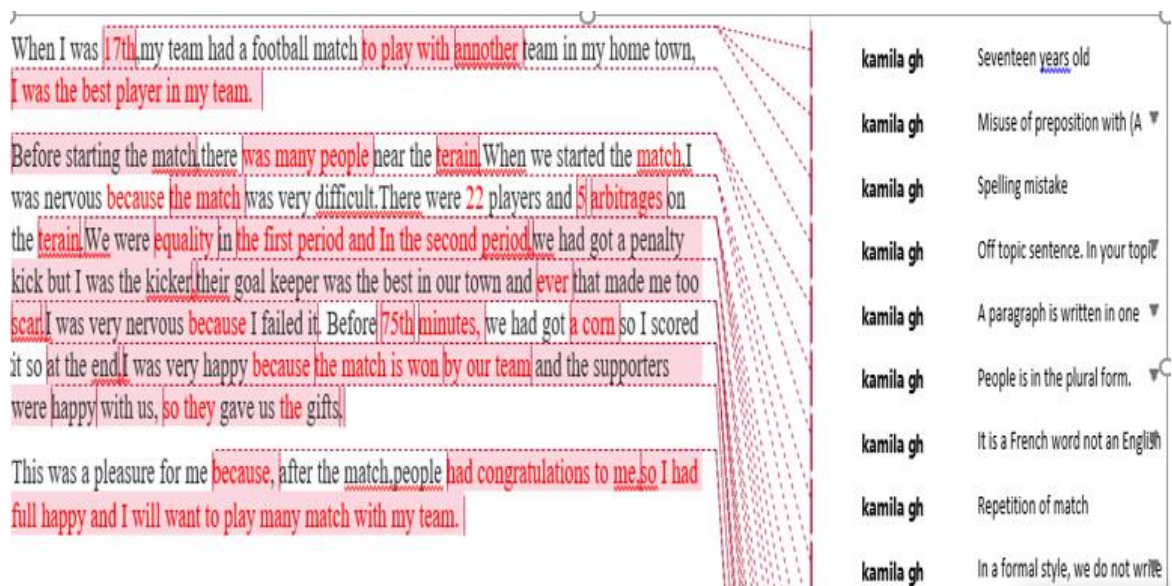 When I was 17th,my team had a football match to play with annother team in my home town,
I was the best player in my team.
Before starting the match,there was many people near the terain.When we started the match,I
was nervous because the match was very difficult.There were 22 players and 5 arbitrages on
the terain.We were equality in the first period and In the second period,we had got a penalty
kick but I was the kicker,their goal keeper was the best in our town and ever that made me too
scar.I was very nervous because I failed it. Before 75th minutes, we had got a corn so I scored
it so at the end,I was very happy because the match is won by our team and the supporters
were happy with us, so they gave us the gifts.
This was a pleasure for me because, after the match,people had congratulations to me,so I had
full happy and I will want to play many match with my team.
kamila gh Seventeen years old
kamila gh Misuse of preposition with (A
kamila gh Spelling mistake
kamila gh Off topic sentence. In your topic
kamila gh A paragraph is written in one
kamila gh People is in the plural form.
kamila gh It is a French word not an English
kamila gh Repetition of match
kamila gh In a formal style, we do not write